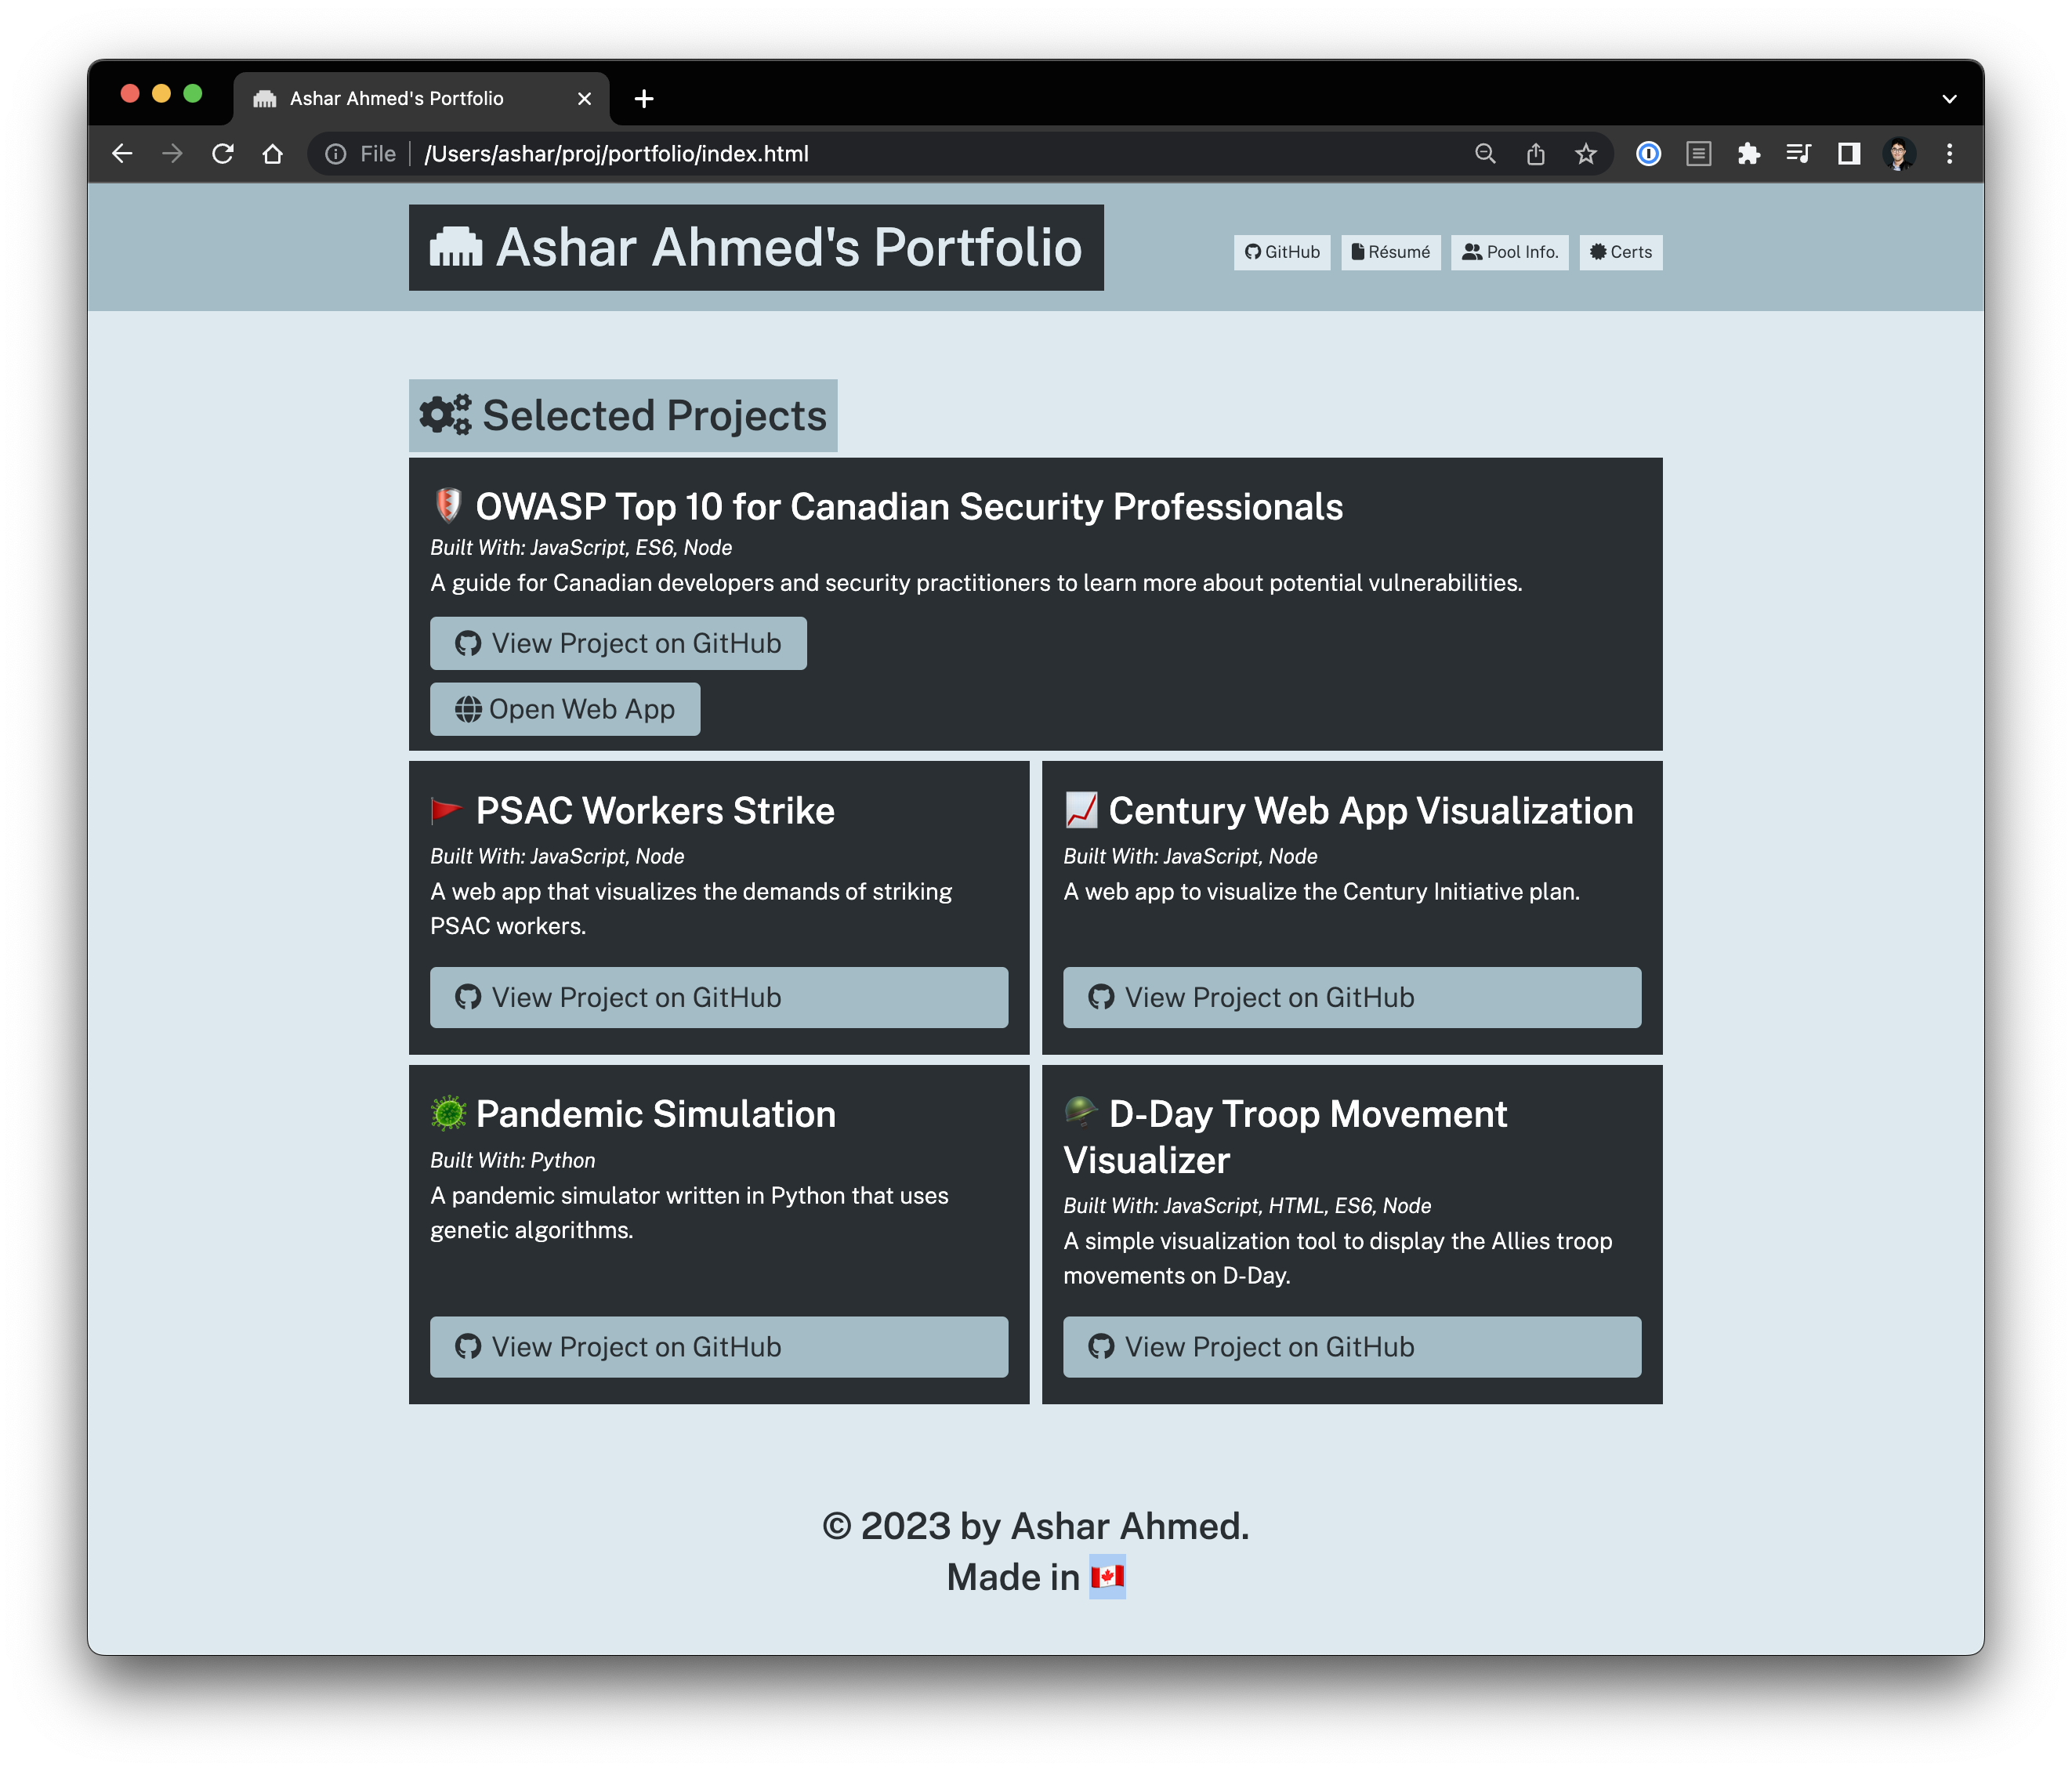 Ashar Ahmed's Portfolio
File /Users/ashar/proj/portfolio/index.html
Ashar Ahmed's Portfolio
GitHub Résumé Pool Info. Certs
Selected Projects
OWASP Top 10 for Canadian Security Professionals
Built With: JavaScript, ES6, Node
A guide for Canadian developers and security practitioners to learn more about potential vulnerabilities.
View Project on GitHub
Open Web App
PSAC Workers Strike
Built With: JavaScript, Node
A web app that visualizes the demands of striking
PSAC workers.
View Project on GitHub
Century Web App Visualization
Built With: JavaScript, Node
A web app to visualize the Century Initiative plan.
View Project on GitHub
Pandemic Simulation
Built With: Python
A pandemic simulator written in Python that uses
genetic algorithms.
View Project on GitHub
D-Day Troop Movement
Visualizer
Built With: JavaScript, HTML, ES6, Node
A simple visualization tool to display the Allies troop
movements on D-Day.
View Project on GitHub
© 2023 by Ashar Ahmed.
Made in 🇨🇦